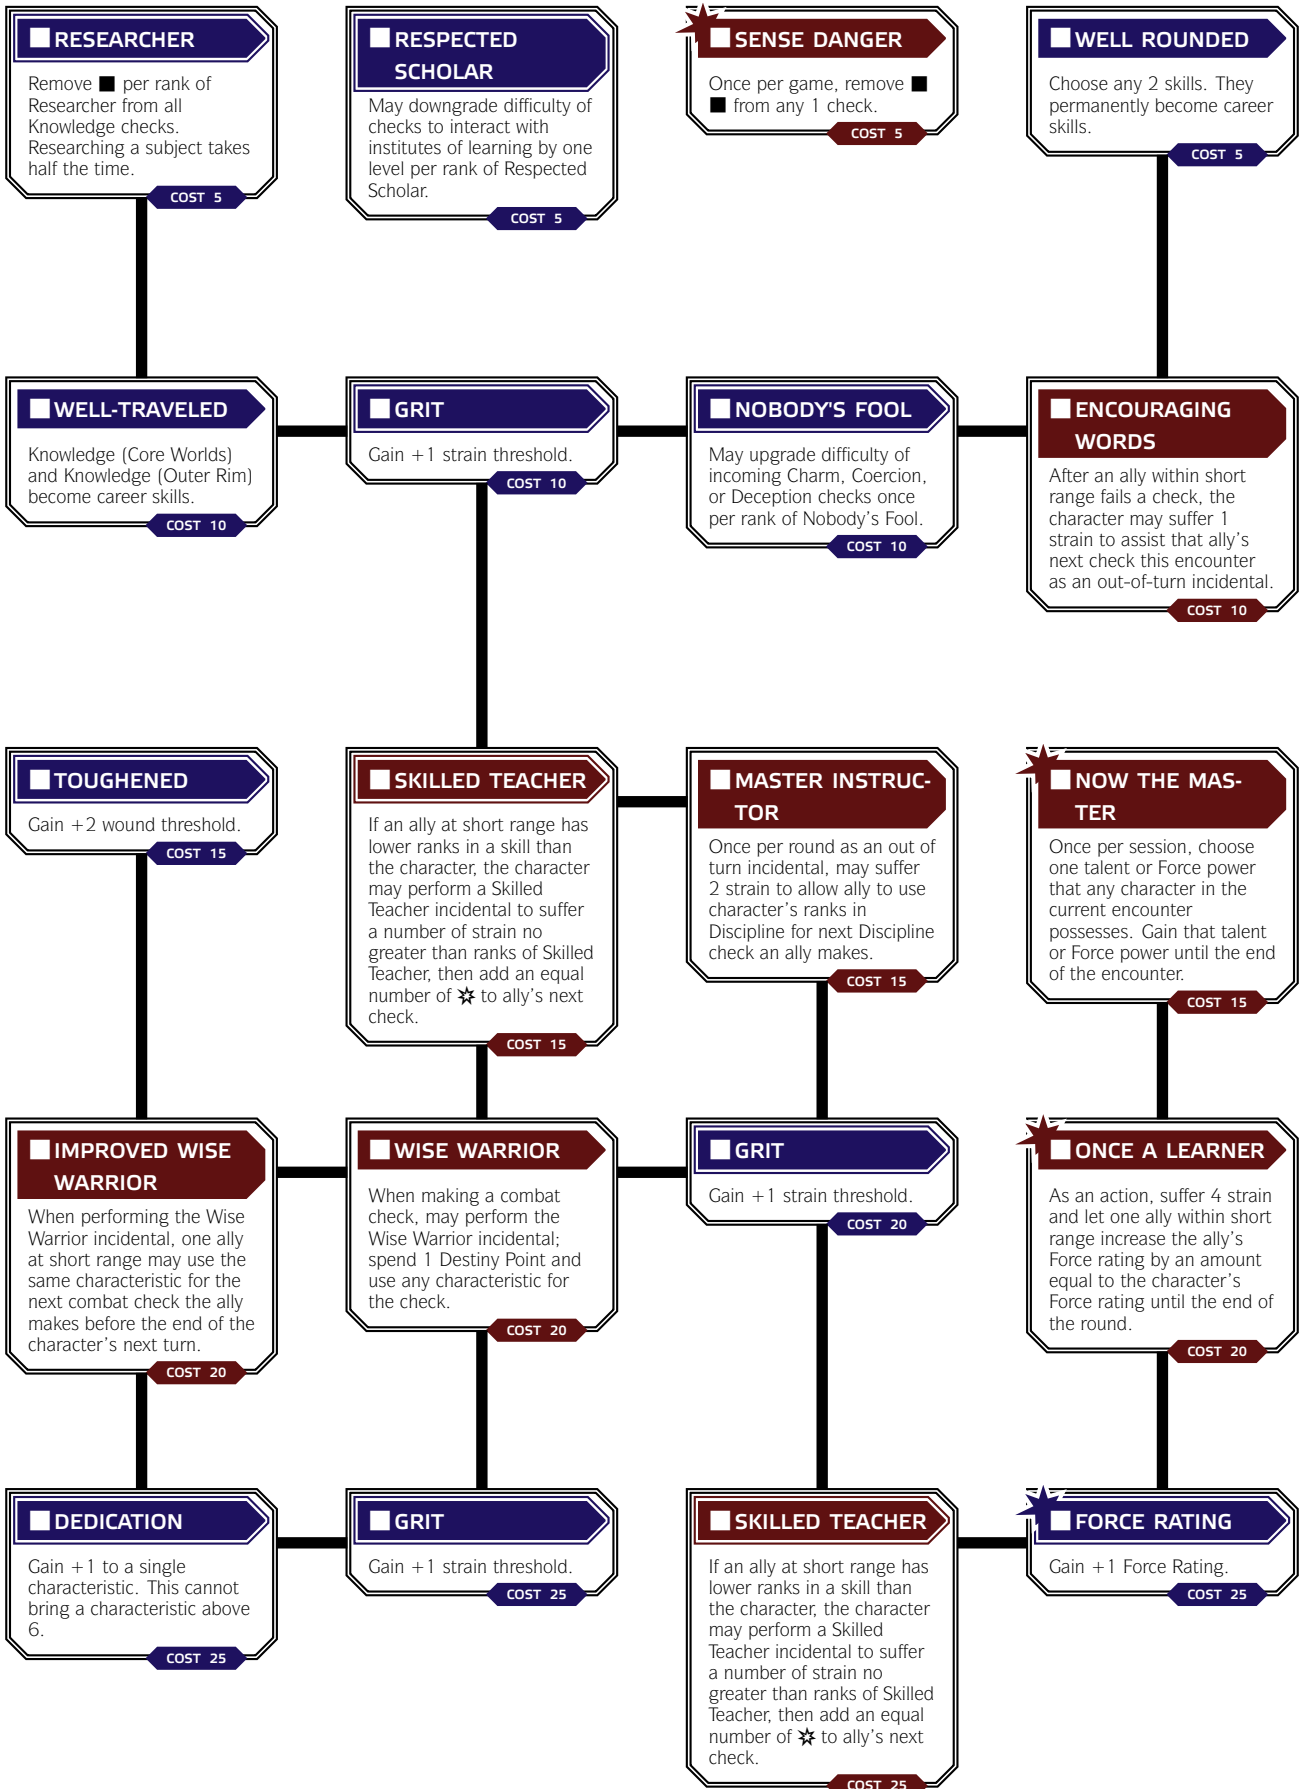 RESEARCHER
Remove ■ per rank of
Researcher from all
Knowledge checks.
Researching a subject takes
half the time.
COST 5
RESPECTED
SCHOLAR
May downgrade difficulty of
checks to interact with
institutes of learning by one
level per rank of Respected
Scholar.
COST 5
SENSE DANGER
Once per game, remove ■
■ from any 1 check.
COST 5
WELL ROUNDED
Choose any 2 skills. They
permanently become career
skills.
COST 5
WELL-TRAVELED
Knowledge (Core Worlds)
and Knowledge (Outer Rim)
become career skills.
COST 10
GRIT
Gain +1 strain threshold.
COST 10
NOBODY'S FOOL
May upgrade difficulty of
incoming Charm, Coercion,
or Deception checks once
per rank of Nobody's Fool.
COST 10
ENCOURAGING
WORDS
After an ally within short
range fails a check, the
character may suffer 1
strain to assist that ally's
next check this encounter
as an out-of-turn incidental.
COST 10
TOUGHENED
Gain +2 wound threshold.
COST 15
SKILLED TEACHER
If an ally at short range has
lower ranks in a skill than
the character, the character
may perform a Skilled
Teacher incidental to suffer
a number of strain no
greater than ranks of Skilled
Teacher, then add an equal
number of to ally's next
check.
COST 15
MASTER INSTRUC-
TOR
Once per round as an out of
turn incidental, may suffer
2 strain to allow ally to use
character's ranks in
Discipline for next Discipline
check an ally makes.
COST 15
NOW THE MAS-
TER
Once per session, choose
one talent or Force power
that any character in the
current encounter
possesses. Gain that talent
or Force power until the end
of the encounter.
COST 15
IMPROVED WISE
WARRIOR
When performing the Wise
Warrior incidental, one ally
at short range may use the
same characteristic for the
next combat check the ally
makes before the end of the
character's next turn.
COST 20
WISE WARRIOR
When making a combat
check, may perform the
Wise Warrior incidental;
spend 1 Destiny Point and
use any characteristic for
the check.
COST 20
GRIT
Gain +1 strain threshold.
COST 20
ONCE A LEARNER
As an action, suffer 4 strain
and let one ally within short
range increase the ally's
Force rating by an amount
equal to the character's
Force rating until the end of
the round.
COST 20
DEDICATION
Gain +1 to a single
characteristic. This cannot
bring a characteristic above
6.
COST 25
GRIT
Gain +1 strain threshold.
COST 25
SKILLED TEACHER
If an ally at short range has
lower ranks in a skill than
the character, the character
may perform a Skilled
Teacher incidental to suffer
a number of strain no
greater than ranks of Skilled
Teacher, then add an equal
number of to ally's next
check.
COST 25
FORCE RATING
Gain +1 Force Rating.
COST 25